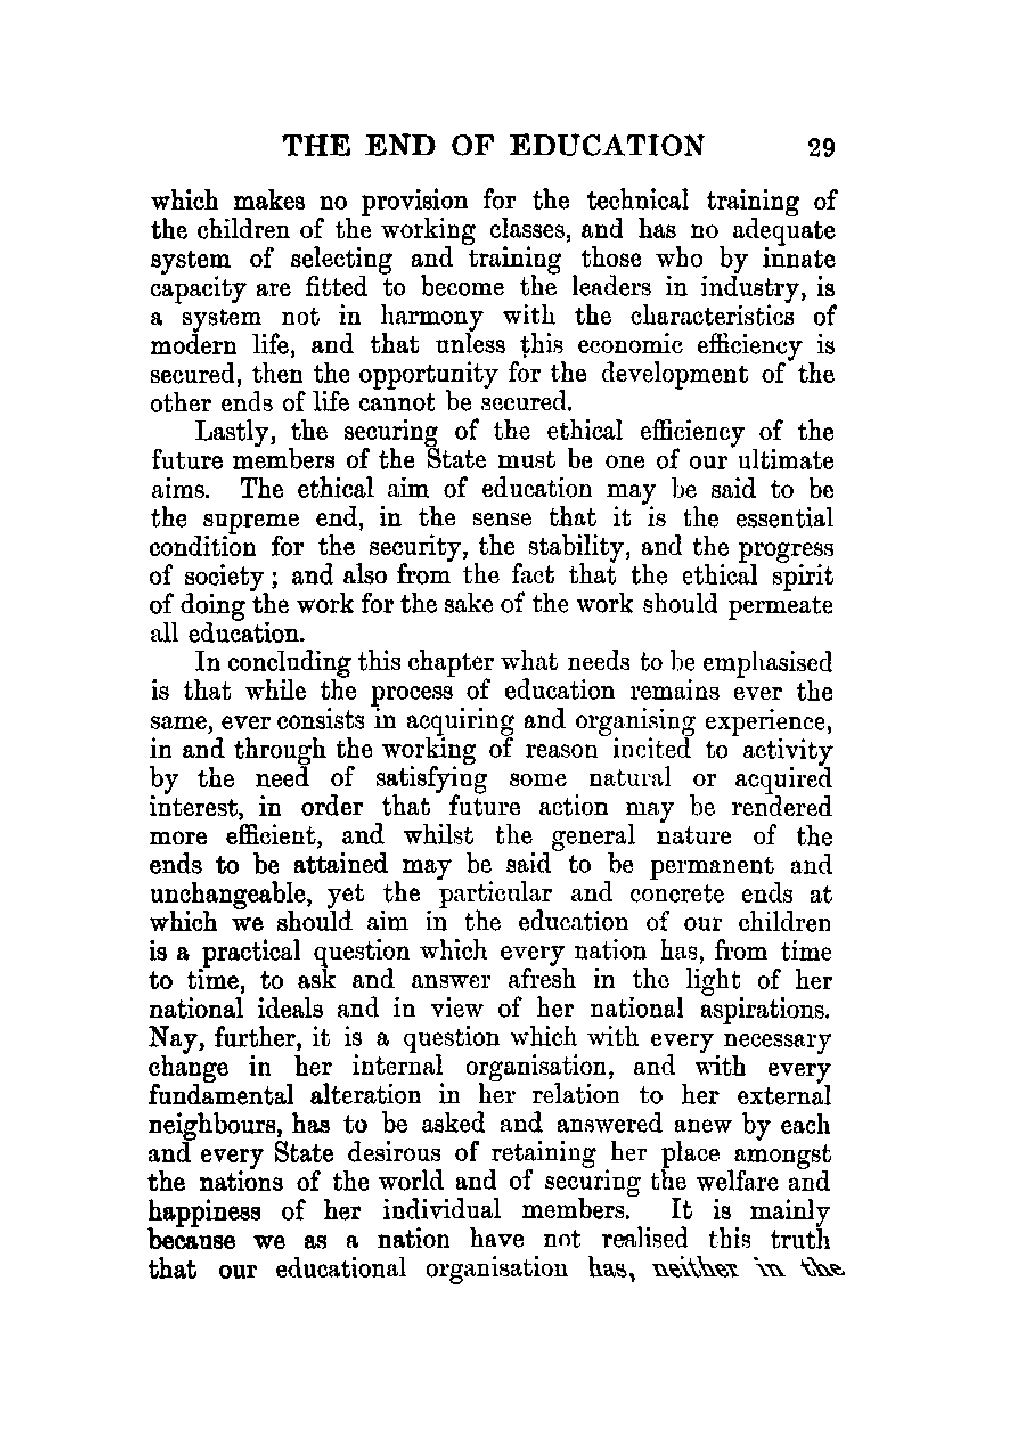 THE END OF EDUCATION 29
which makes no provision for the technical training of
the children of the working classes, and has no adequate
system of selecting and training those who by innate
capacity are fitted to become the leaders in industry, is
a system not in harmony with the characteristics of
modern life, and that unless this economic efficiency is
secured, then the opportunity for the development of the
other ends of life cannot be secured.
Lastly, the securing of the ethical efficiency of the
future members of the State must be one of our ultimate
aims. The ethical aim of education may be said to be
the supreme end, in the sense that it is the essential
condition for the security, the stability, and the progress
of society; and also from the fact that the ethical spirit
of doing the work for the sake of the work should permeate
all education.
In concluding this chapter what needs to be emphasised
is that while the process of education remains ever the
same, ever consists in acquiring and organising experience,
in and through the working of reason incited to activity
by the need of satisfying some natural or acquired
interest, in order that future action may be rendered
more efficient, and whilst the general nature of the
ends to be attained may be said to be permanent and
unchangeable, yet the particular and concrete ends at
which we should aim in the education of our children
is a practical question which every nation has, from time
to time, to ask and answer afresh in the light of her
national ideals and in view of her national aspirations.
Nay, further, it is a question which with every necessary
change in her internal organisation, and with every
fundamental alteration in her relation to her external
neighbours, has to be asked and answered anew by each
and every State desirous of retaining her place amongst
the nations of the world and of securing the welfare and
happiness of her individual members. It is mainly
because we as a nation have not realised this truth
that our educational organisation has, neither in the